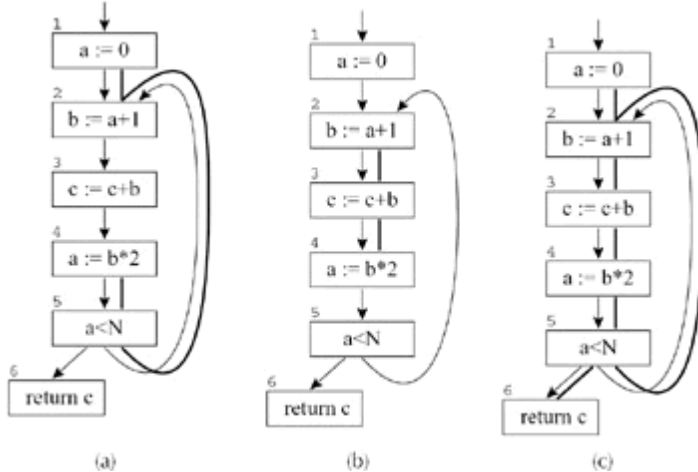 1
a := 0
2
b := a+1
3
c := c+b
4
a := b*2
5
a<N
6
return c
(a)
1
a := 0
2
b := a+1
3
c := c+b
4
a := b*2
5
a<N
6
return c
(b)
1
a := 0
2
b := a+1
3
c := c+b
4
a := b*2
5
a<N
6
return c
(c)